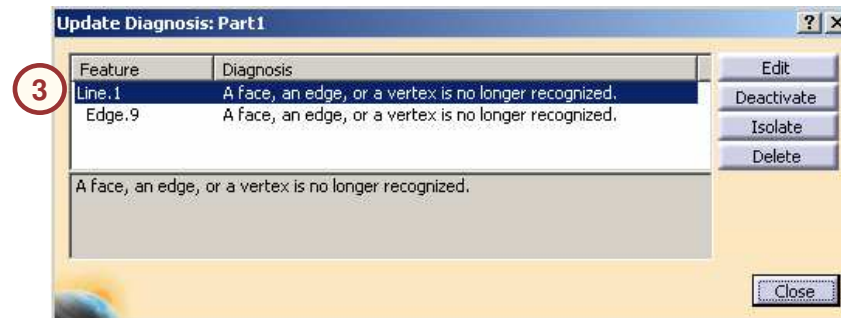 Update Diagnosis: Part1
? ×
Feature Diagnosis
3
Line.1 A face, an edge, or a vertex is no longer recognized.
Edge.9 A face, an edge, or a vertex is no longer recognized.
Edit
Deactivate
Isolate
Delete
A face, an edge, or a vertex is no longer recognized.
Close